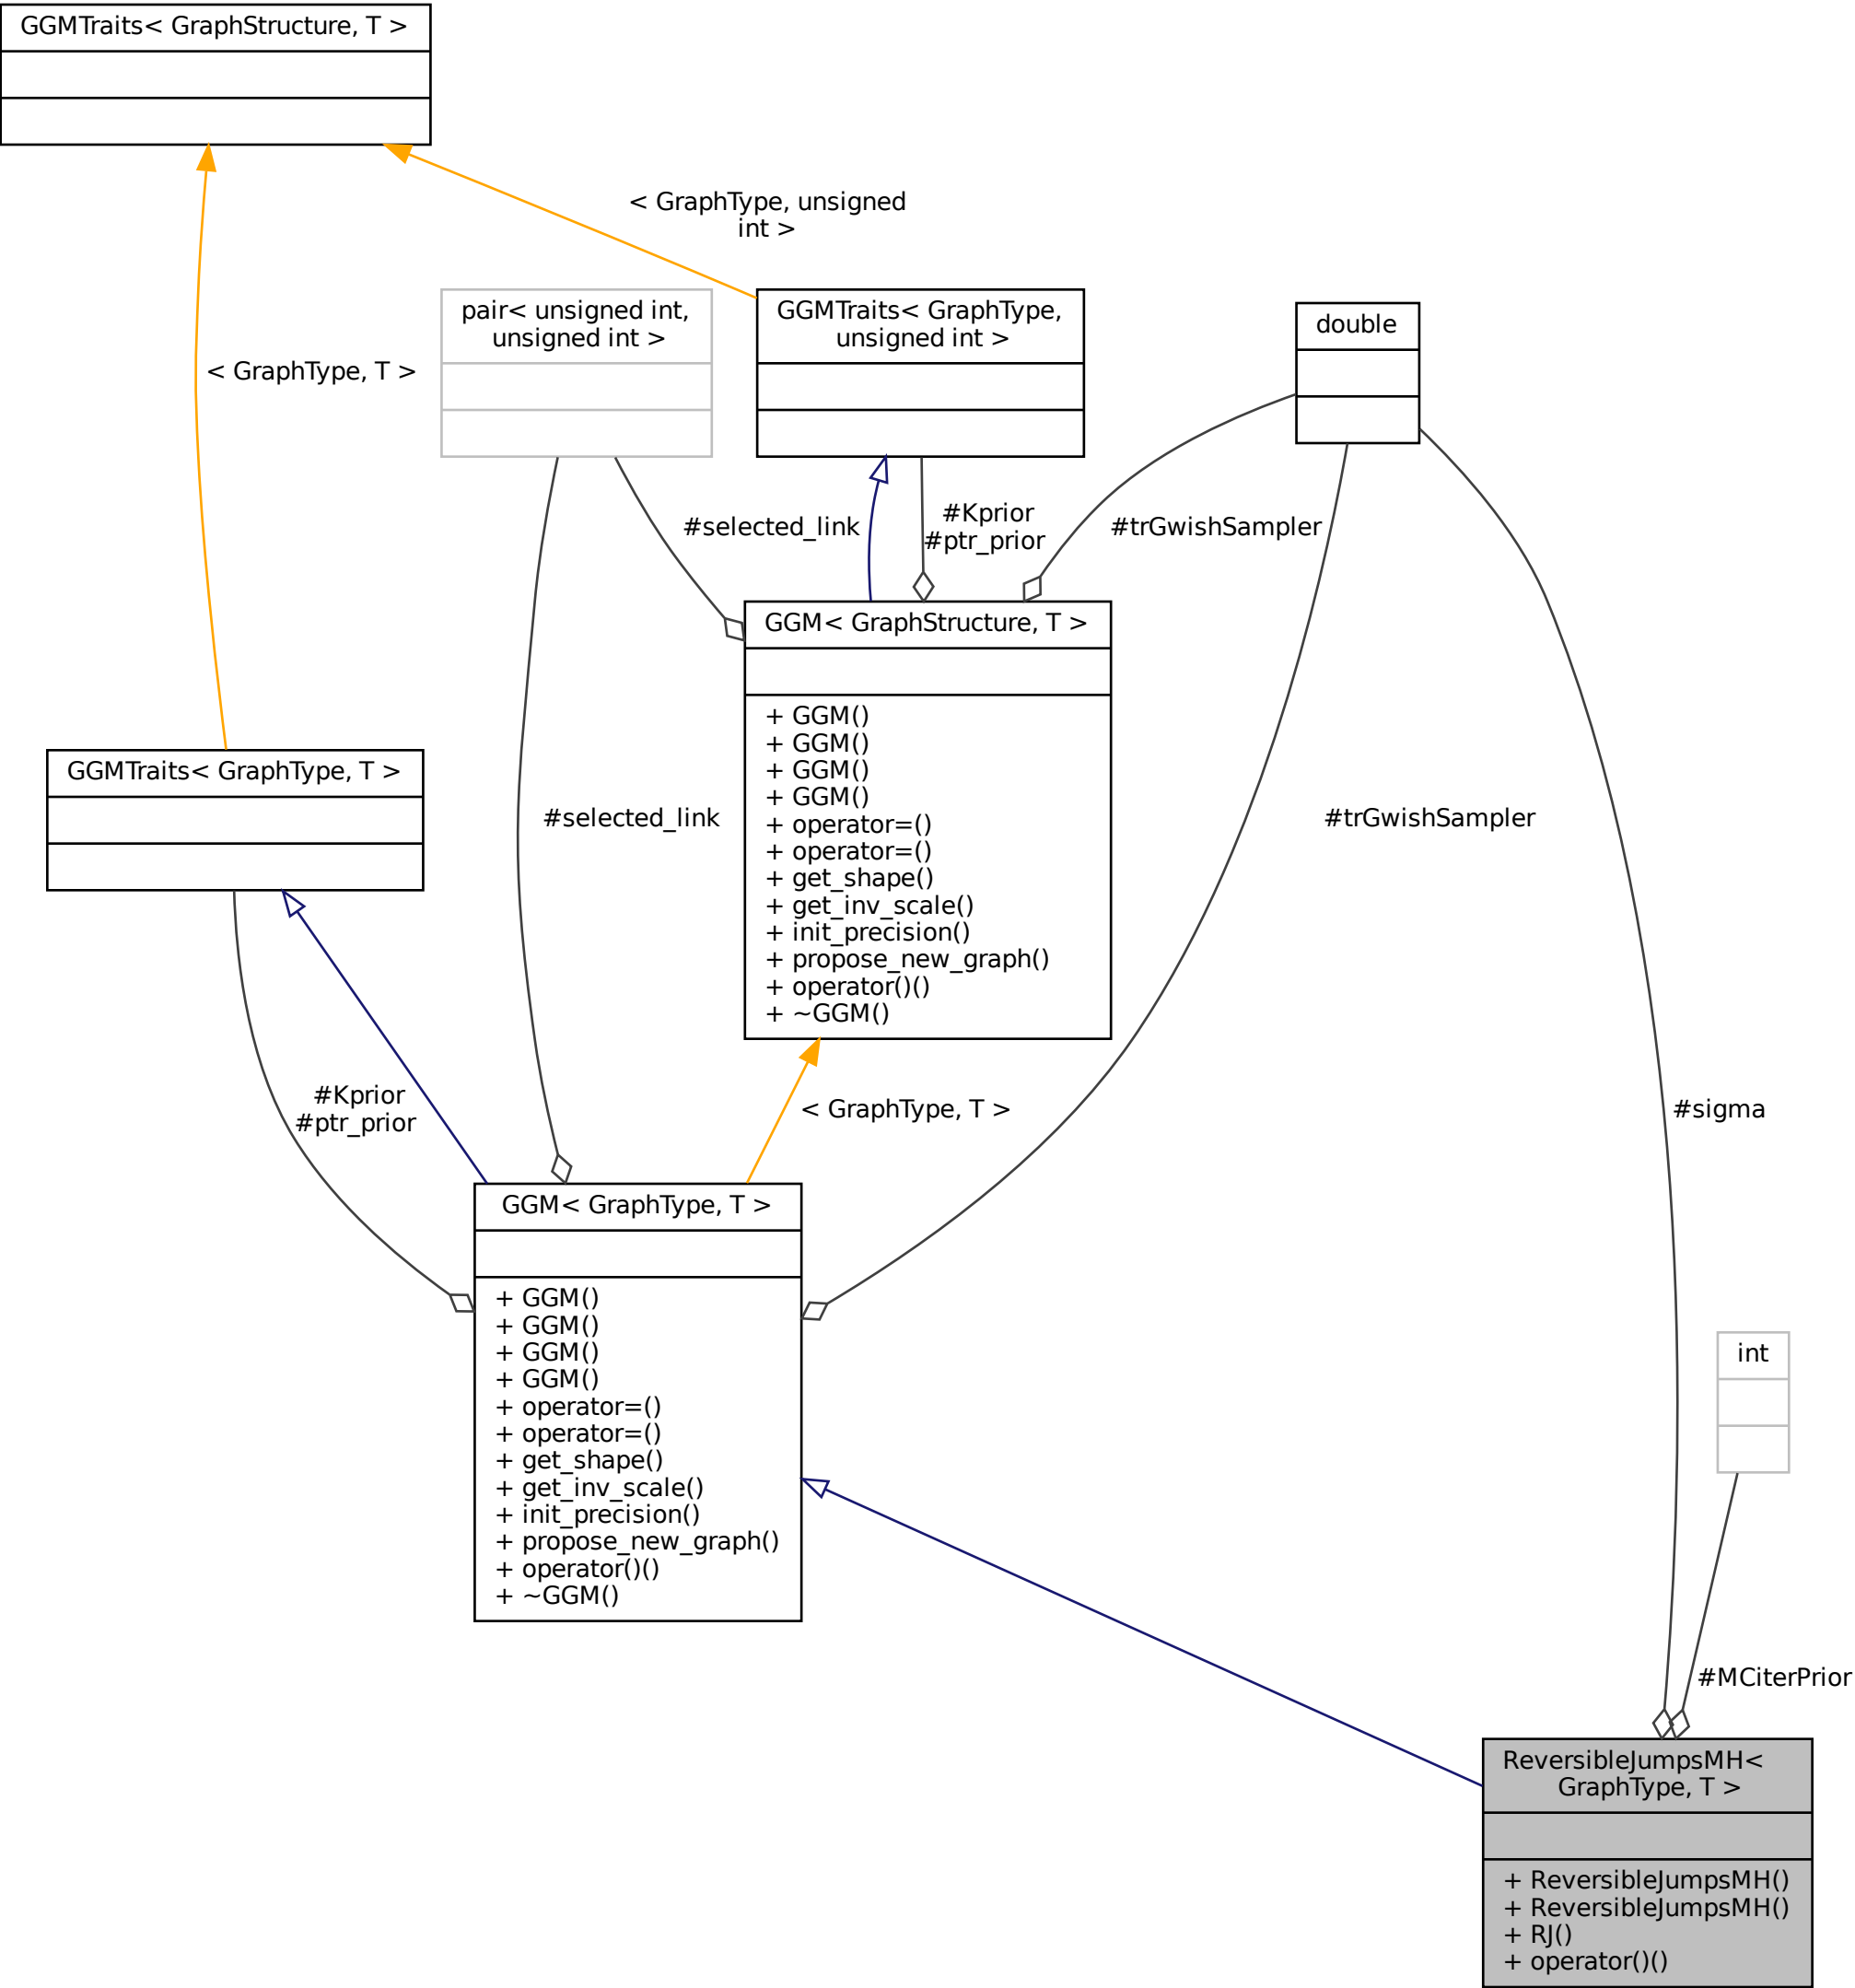 GGMTraits< GraphStructure, T >
< GraphType, unsigned
int >
pair< unsigned int,
unsigned int >
GGMTraits< GraphType,
unsigned int >
double
< GraphType, T >
#selected_link
#Kprior
#ptr_prior
#trGwishSampler
GGM< GraphStructure, T >
+ GGM()
+ GGM()
+ GGM()
+ GGM()
+ operator=()
+ operator=()
+ get_shape()
+ get_inv_scale()
+ init_precision()
+ propose_new_graph()
+ operator()()
+ ~GGM()
GGMTraits< GraphType, T >
#selected_link
#trGwishSampler
#Kprior
#ptr_prior
< GraphType, T >
#sigma
GGM< GraphType, T >
+ GGM()
+ GGM()
+ GGM()
+ GGM()
+ operator=()
+ operator=()
+ get_shape()
+ get_inv_scale()
+ init_precision()
+ propose_new_graph()
+ operator()()
+ ~GGM()
int
#MCiterPrior
ReversibleJumpsMH<
GraphType, T >
+ ReversibleJumpsMH()
+ ReversibleJumpsMH()
+ RJ()
+ operator()()